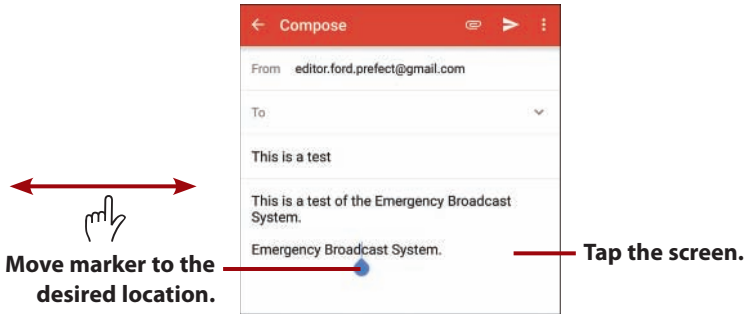 Compose
From editor.ford.prefect@gmail.com
To
This is a test
This is a test of the Emergency Broadcast
System.
Emergency Broadcast System.
Tap the screen.
Move marker to the
desired location.